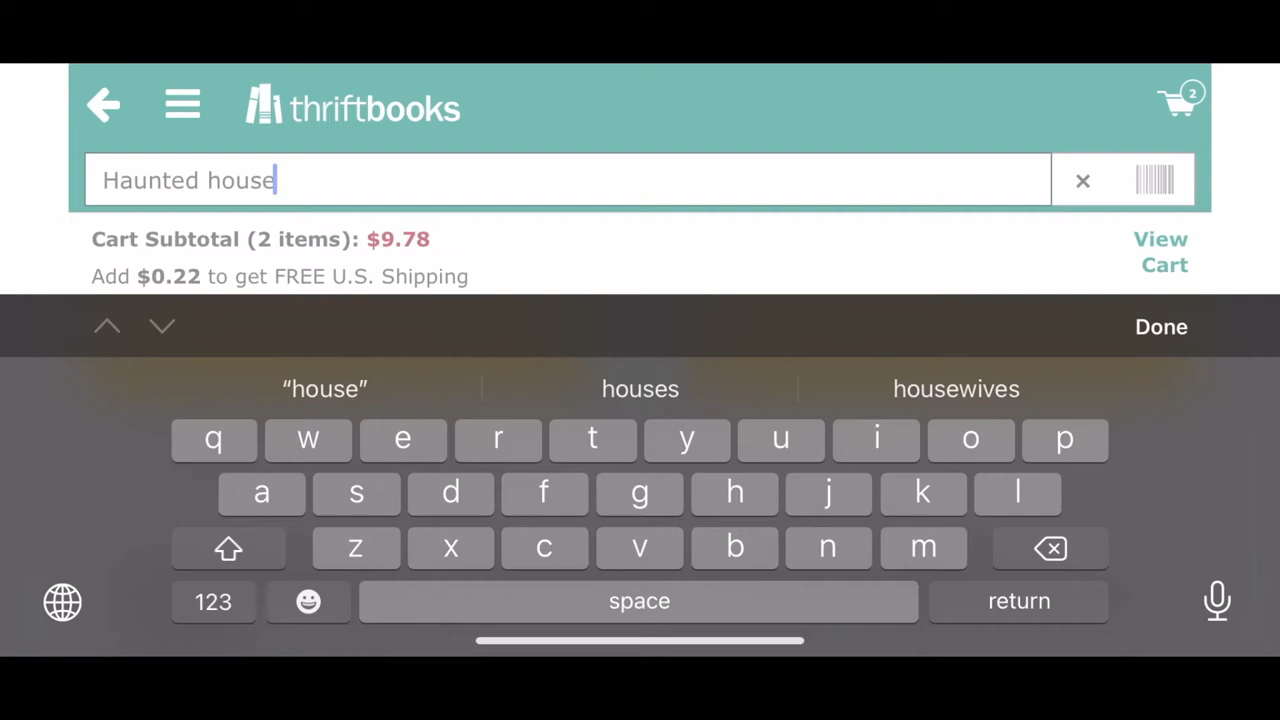 thriftbooks
2
Haunted house
Cart Subtotal (2 items): $9.78
View
Cart
Add $0.22 to get FREE U.S. Shipping
Done
“house”
houses
housewives
q w e r t y u i o p
a s d f g h j k l
z x c v b n m
123
space
return